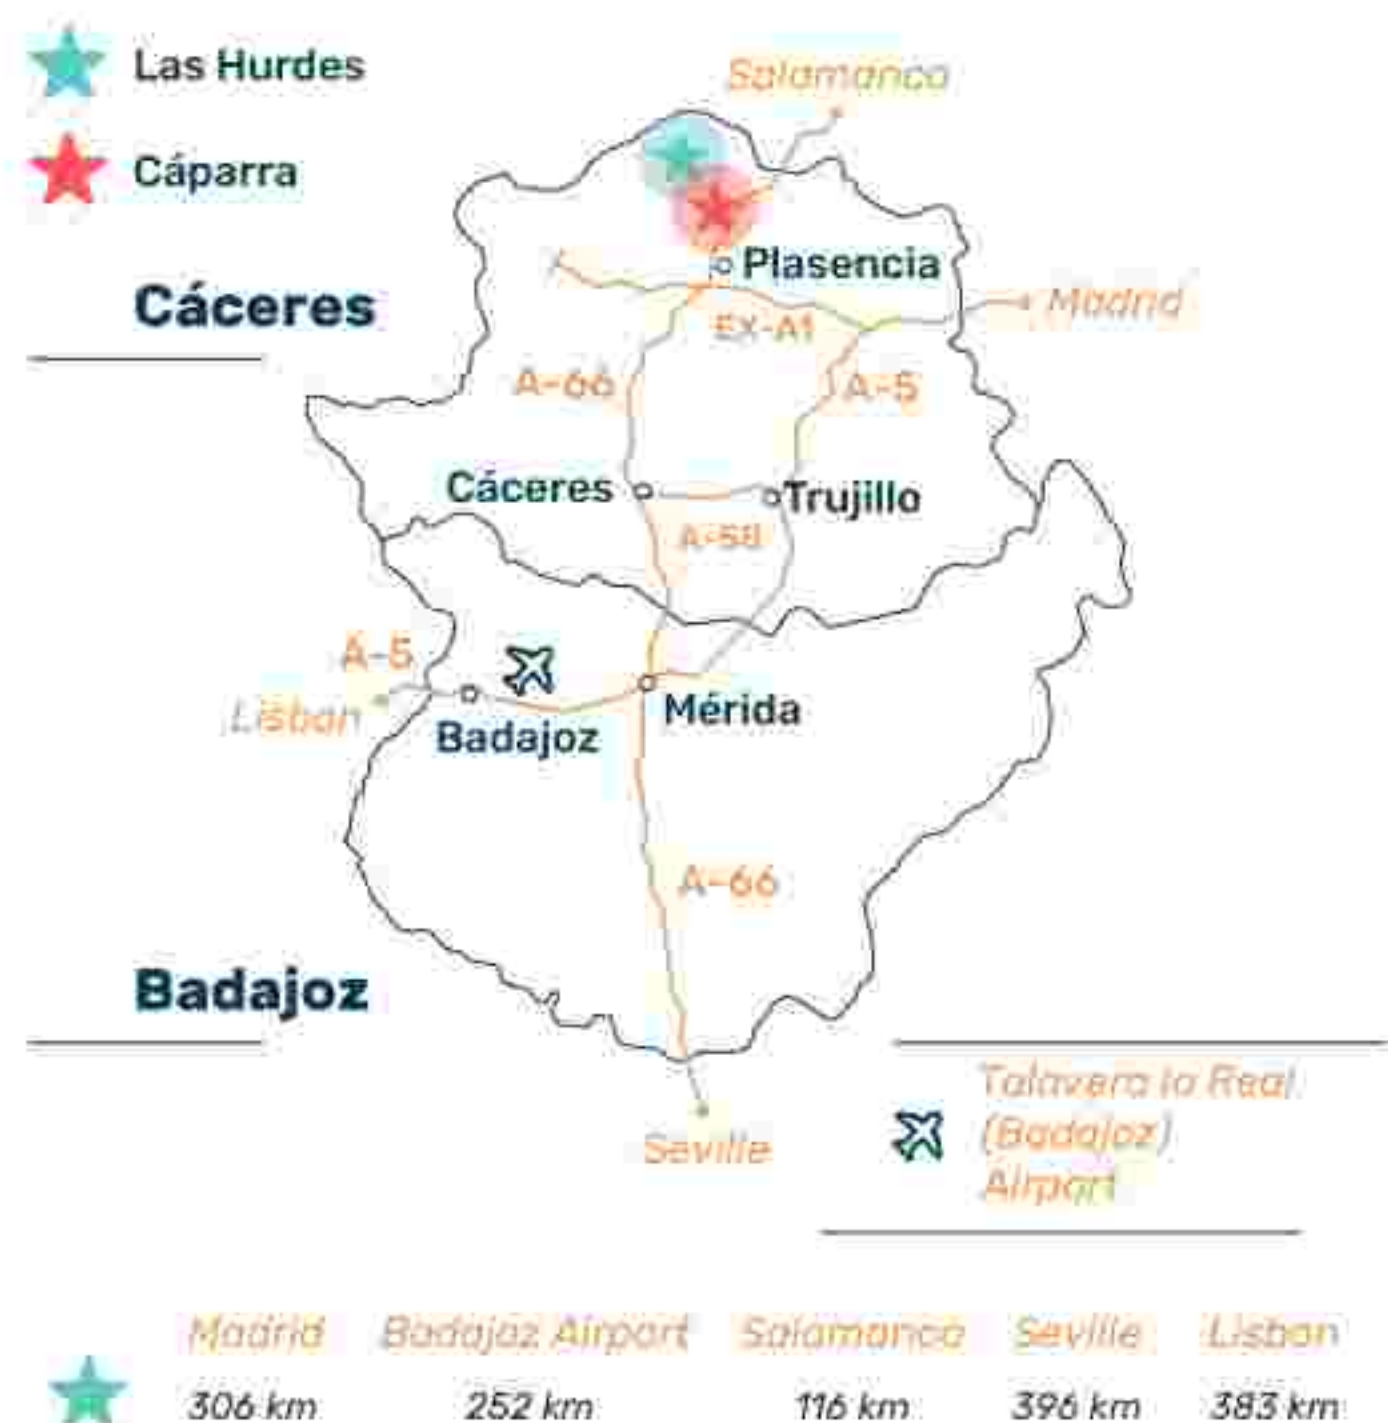 Las Hurdes
Cáparra
Salamanca
Cáceres
Plasencia
Madrid
EX-A1
A-66
A-5
Cáceres
Trujillo
A-58
A-5
Lisbon
Badajoz
Mérida
A-66
Badajoz
Seville
Talavera la Real
(Badajoz)
Airport
Madrid Badajoz Airport Salamanca Seville Lisbon
306 km 252 km 116 km 396 km 383 km